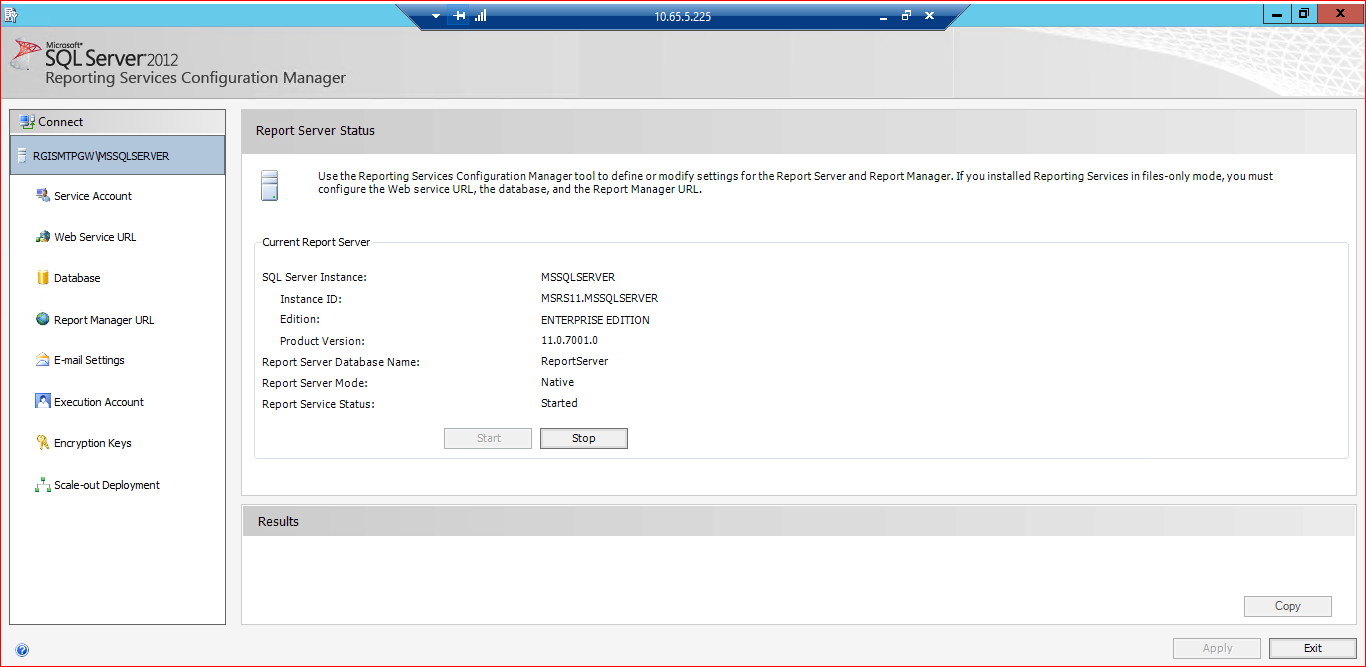 10.65.5.225
Microsoft®
SQL Server® 2012
Reporting Services Configuration Manager
Connect
RGISMTPGW\MSSQLSERVER
Service Account
Web Service URL
Database
Report Manager URL
E-mail Settings
Execution Account
Encryption Keys
Scale-out Deployment
Report Server Status
Use the Reporting Services Configuration Manager tool to define or modify settings for the Report Server and Report Manager. If you installed Reporting Services in files-only mode, you must
configure the Web service URL, the database, and the Report Manager URL.
Current Report Server
SQL Server Instance: MSSQLSERVER
Instance ID: MSRS11.MSSQLSERVER
Edition: ENTERPRISE EDITION
Product Version: 11.0.7001.0
Report Server Database Name: ReportServer
Report Server Mode: Native
Report Service Status: Started
Start Stop
Results
Copy
Apply Exit